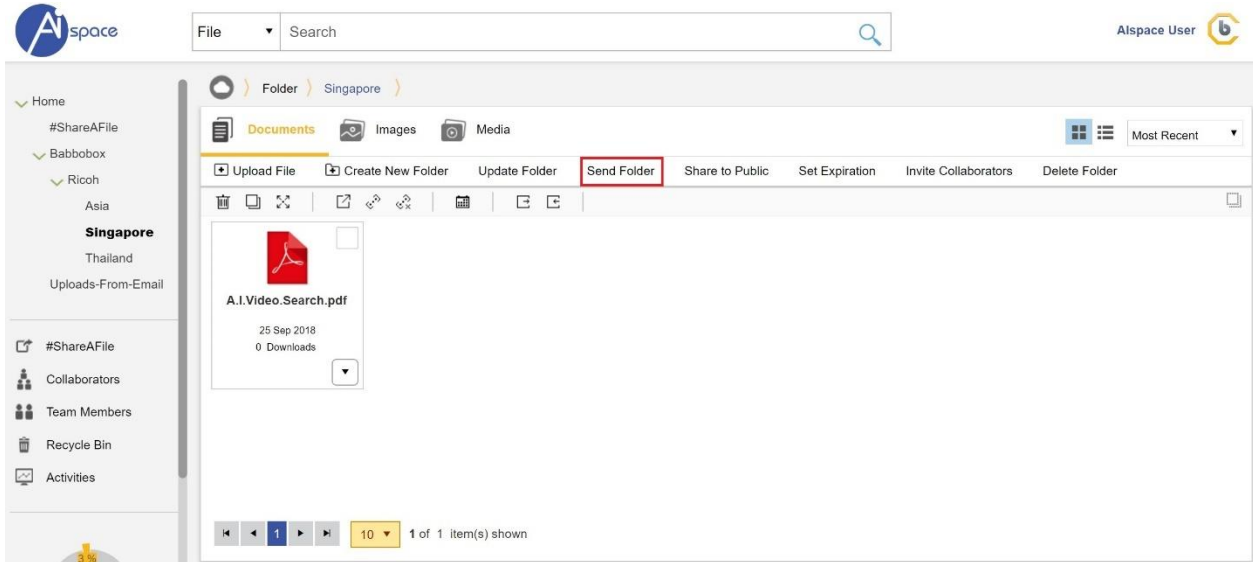 Ai space
File Search
AIspace User
Home
#ShareAFile
Babbobox
Ricoh
Asia
Singapore
Thailand
Uploads-From-Email
#ShareAFile
Collaborators
Team Members
Recycle Bin
Activities
3 %
Folder Singapore
Documents Images Media
Most Recent
Upload File Create New Folder Update Folder Send Folder Share to Public Set Expiration Invite Collaborators Delete Folder
A.I.Video.Search.pdf
25 Sep 2018
0 Downloads
1 10 1 of 1 item(s) shown